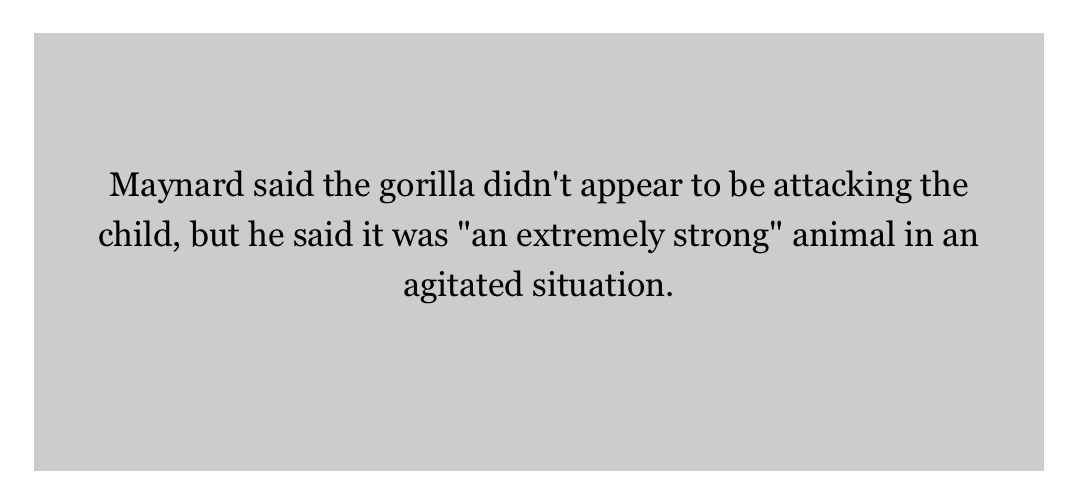 Maynard said the gorilla didn't appear to be attacking the
child, but he said it was "an extremely strong" animal in an
agitated situation.